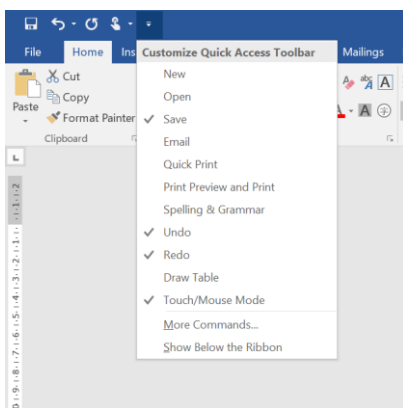 File Home Ins Customize Quick Access Toolbar Mailings
New
Open
Save
Email
Quick Print
Print Preview and Print
Spelling & Grammar
Undo
Redo
Draw Table
Touch/Mouse Mode
More Commands...
Show Below the Ribbon
Cut
Copy
Paste
Format Painter
Clipboard